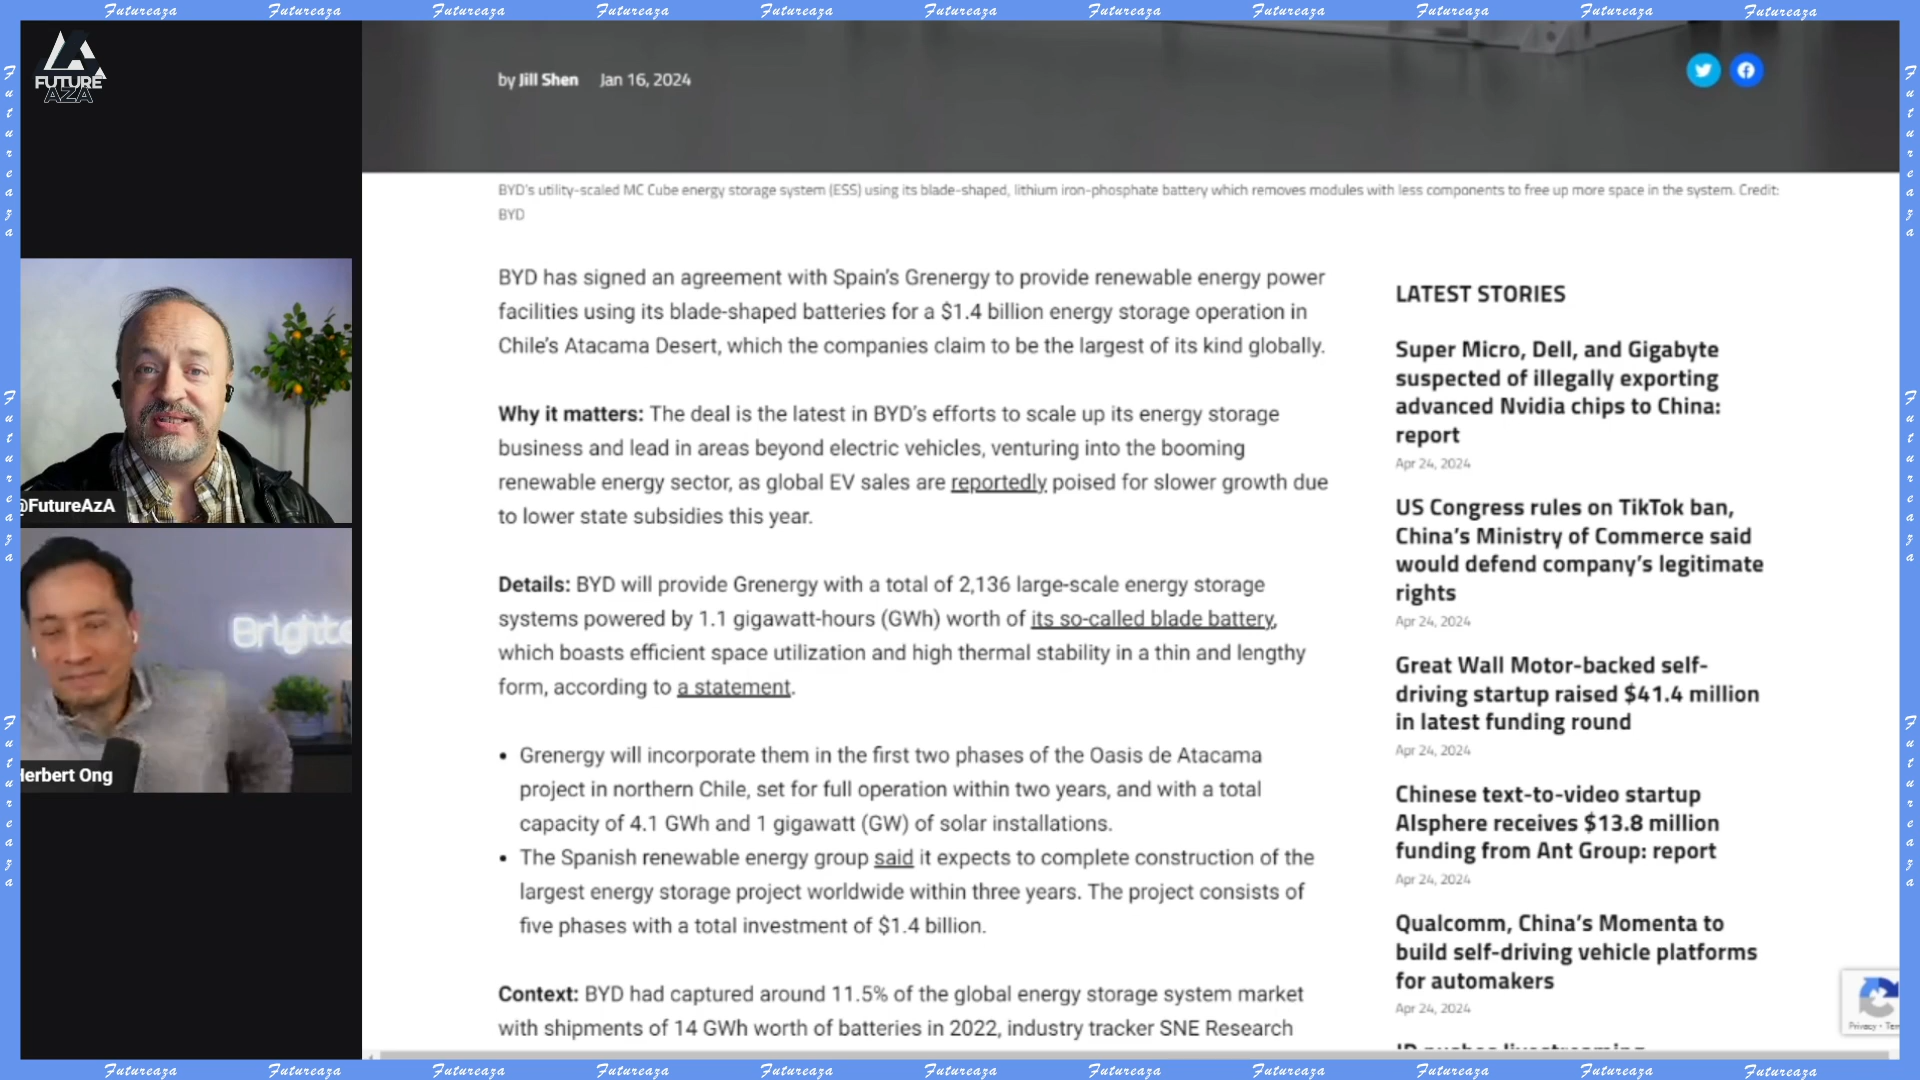 Futureaza Futureaza Futureaza Futureaza Futureaza Futureaza Futureaza Futureaza Futureaza Futureaza Futureaza
Futureaza
Futureaza
Futureaza
FUTURE
AZA
by Jill Shen Jan 16, 2024
BYD's utility-scaled MC Cube energy storage system (ESS) using its blade-shaped, lithium iron-phosphate battery which removes modules with less components to free up more space in the system. Credit:
BYD
BYD has signed an agreement with Spain's Grenergy to provide renewable energy power
facilities using its blade-shaped batteries for a $1.4 billion energy storage operation in
Chile's Atacama Desert, which the companies claim to be the largest of its kind globally.
Why it matters: The deal is the latest in BYD's efforts to scale up its energy storage
business and lead in areas beyond electric vehicles, venturing into the booming
renewable energy sector, as global EV sales are reportedly poised for slower growth due
to lower state subsidies this year.
Details: BYD will provide Grenergy with a total of 2,136 large-scale energy storage
systems powered by 1.1 gigawatt-hours (GWh) worth of its so-called blade battery,
which boasts efficient space utilization and high thermal stability in a thin and lengthy
form, according to a statement.
• Grenergy will incorporate them in the first two phases of the Oasis de Atacama
project in northern Chile, set for full operation within two years, and with a total
capacity of 4.1 GWh and 1 gigawatt (GW) of solar installations.
• The Spanish renewable energy group said it expects to complete construction of the
largest energy storage project worldwide within three years. The project consists of
five phases with a total investment of $1.4 billion.
Context: BYD had captured around 11.5% of the global energy storage system market
with shipments of 14 GWh worth of batteries in 2022, industry tracker SNE Research
LATEST STORIES
Super Micro, Dell, and Gigabyte
suspected of illegally exporting
advanced Nvidia chips to China:
report
Apr 24, 2024
US Congress rules on TikTok ban,
China's Ministry of Commerce said
would defend company's legitimate
rights
Apr 24, 2024
Great Wall Motor-backed self-
driving startup raised $41.4 million
in latest funding round
Apr 24, 2024
Chinese text-to-video startup
AIsphere receives $13.8 million
funding from Ant Group: report
Apr 24, 2024
Qualcomm, China's Momenta to
build self-driving vehicle platforms
for automakers
Apr 24, 2024
@FutureAzA
Brighte
Herbert Ong
Privacy - Ter
Futureaza
Futureaza
Futureaza
Futureaza Futureaza Futureaza Futureaza Futureaza Futureaza Futureaza Futureaza Futureaza Futureaza Futureaza